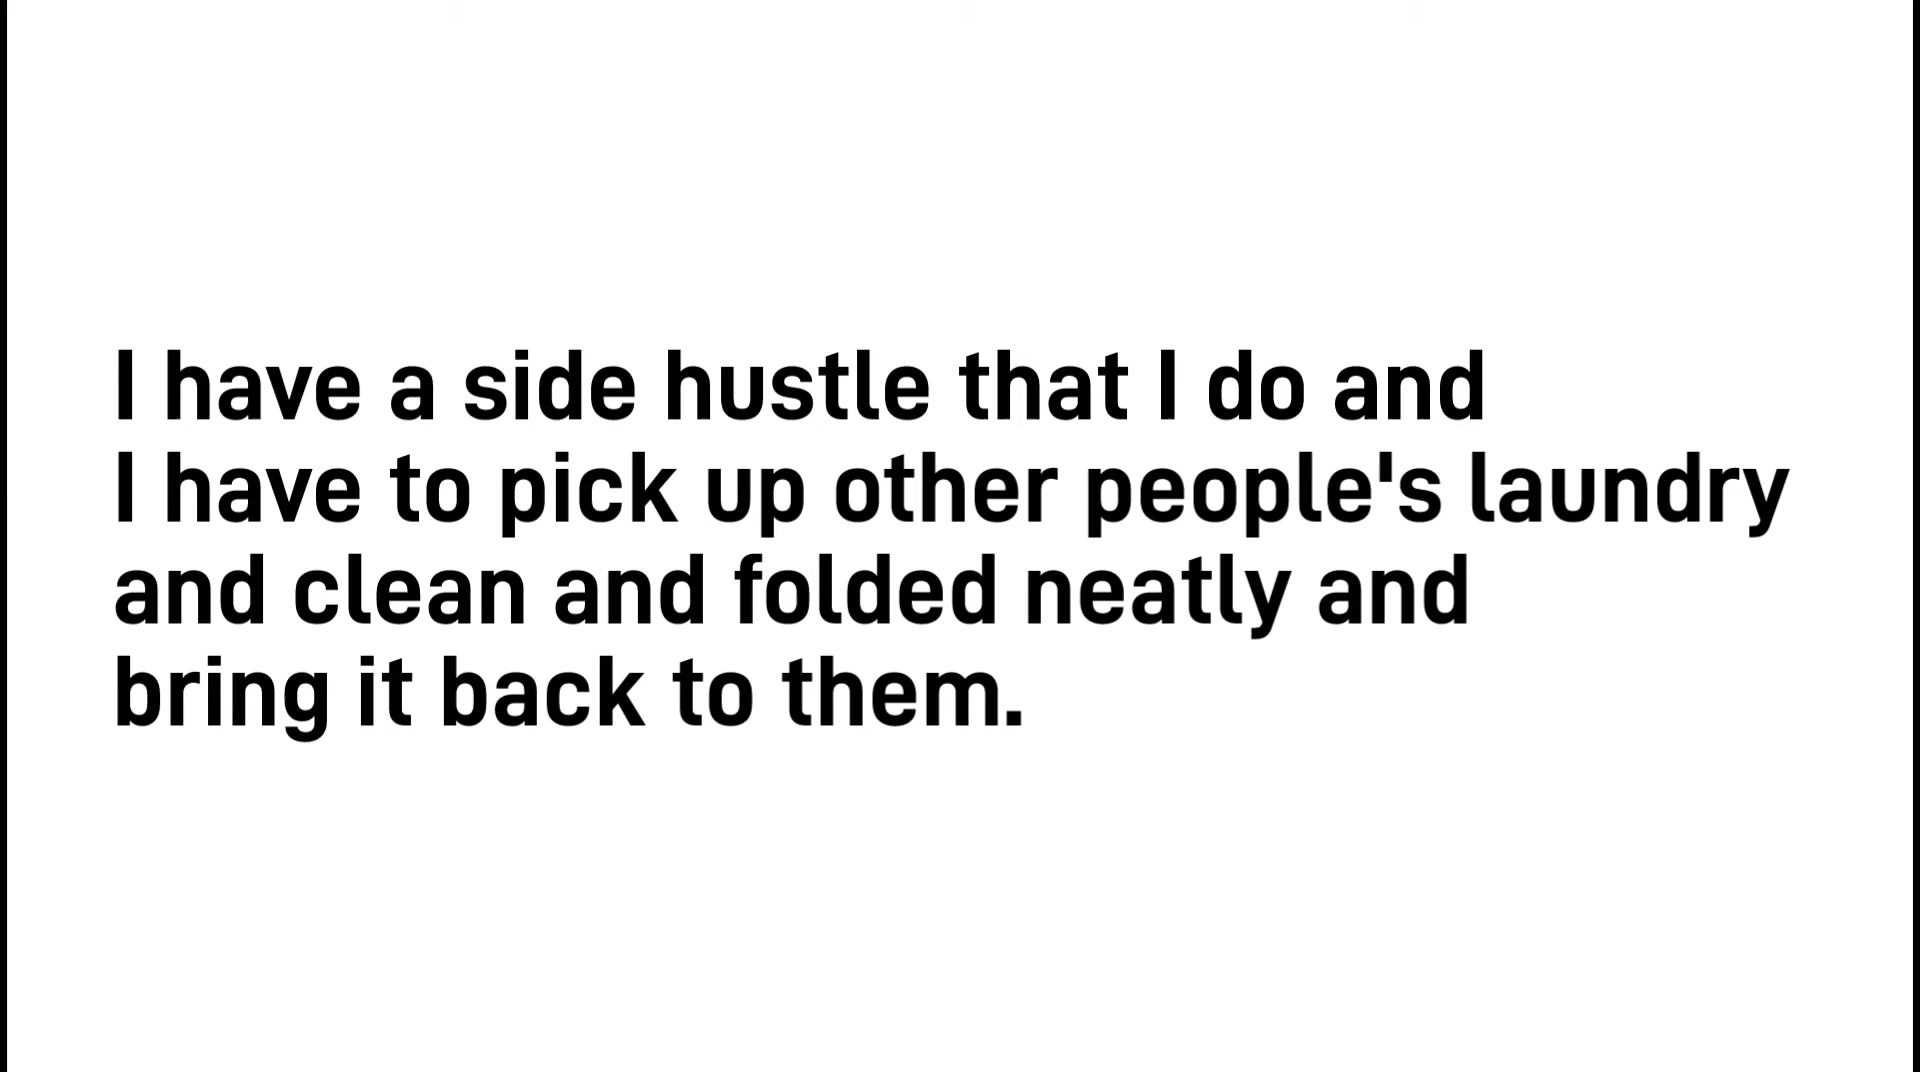 I have a side hustle that I do and
I have to pick up other people's laundry
and clean and folded neatly and
bring it back to them.